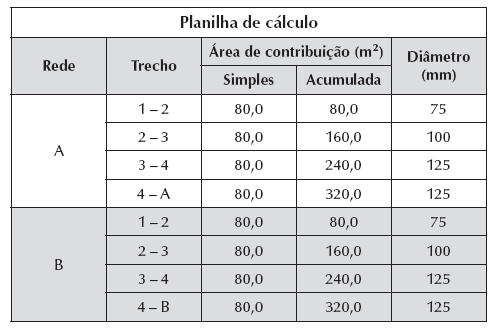 Planilha de cálculo
Rede Trecho Área de contribuição (m²) Diâmetro (mm)
Simples Acumulada
A
1 – 2 80,0 80,0 75
2 – 3 80,0 160,0 100
3 – 4 80,0 240,0 125
4 – A 80,0 320,0 125
B
1 – 2 80,0 80,0 75
2 – 3 80,0 160,0 100
3 – 4 80,0 240,0 125
4 – B 80,0 320,0 125